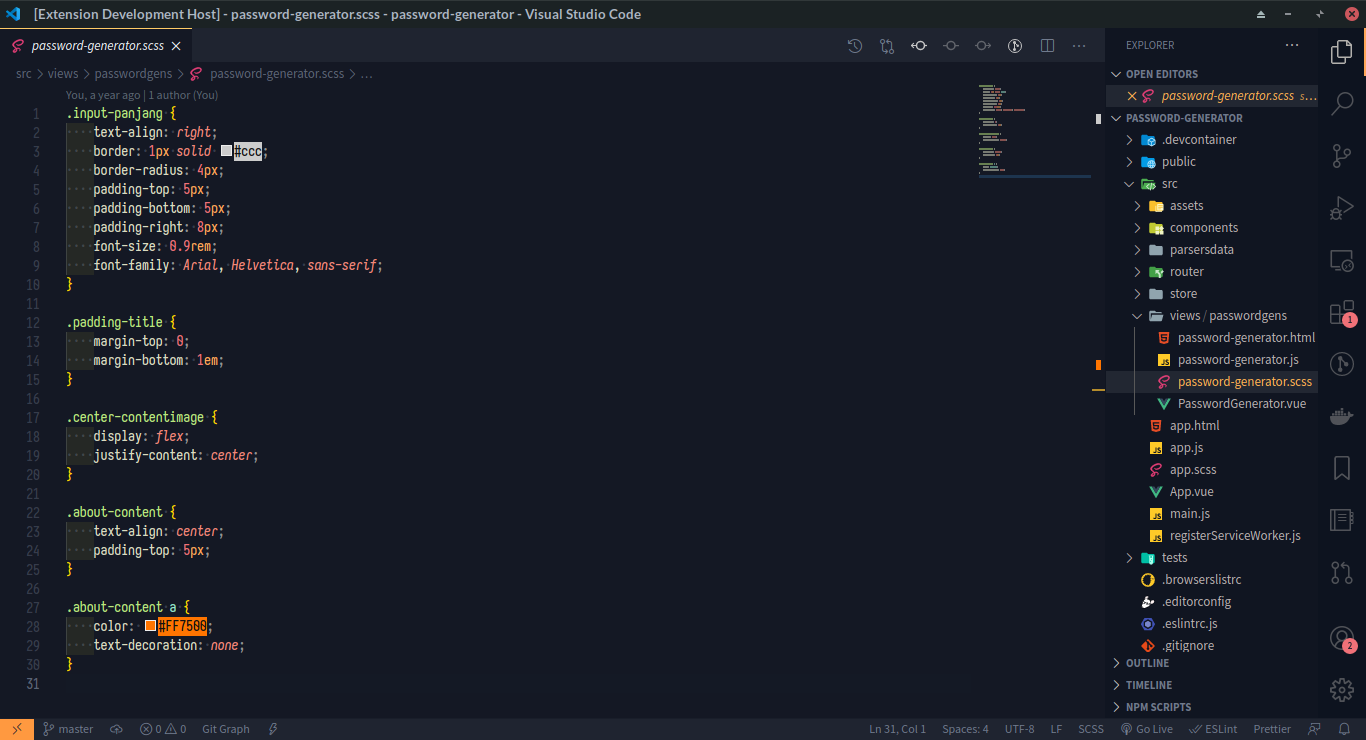 [Extension Development Host] - password-generator.scss - password-generator - Visual Studio Code
password-generator.scss
src > views > passwordgens > password-generator.scss > ...
You, a year ago | 1 author (You)
1 .input-panjang {
2 text-align: right;
3 border: 1px solid #ccc;
4 border-radius: 4px;
5 padding-top: 5px;
6 padding-bottom: 5px;
7 padding-right: 8px;
8 font-size: 0.9rem;
9 font-family: Arial, Helvetica, sans-serif;
10 }
11
12 .padding-title {
13 margin-top: 0;
14 margin-bottom: 1em;
15 }
16
17 .center-contentimage {
18 display: flex;
19 justify-content: center;
20 }
21
22 .about-content {
23 text-align: center;
24 padding-top: 5px;
25 }
26
27 .about-content a {
28 color: #FF7500;
29 text-decoration: none;
30 }
31
EXPLORER
OPEN EDITORS
password-generator.scss s...
PASSWORD-GENERATOR
.devcontainer
public
src
assets
components
parsersdata
router
store
views / passwordgens
password-generator.html
password-generator.js
password-generator.scss
PasswordGenerator.vue
app.html
app.js
app.scss
App.vue
main.js
registerServiceWorker.js
tests
.browserslistrc
.editorconfig
.eslintrc.js
.gitignore
OUTLINE
TIMELINE
NPM SCRIPTS
1
2
master 0 0 Git Graph Ln 31, Col 1 Spaces: 4 UTF-8 LF SCSS Go Live ESLint Prettier